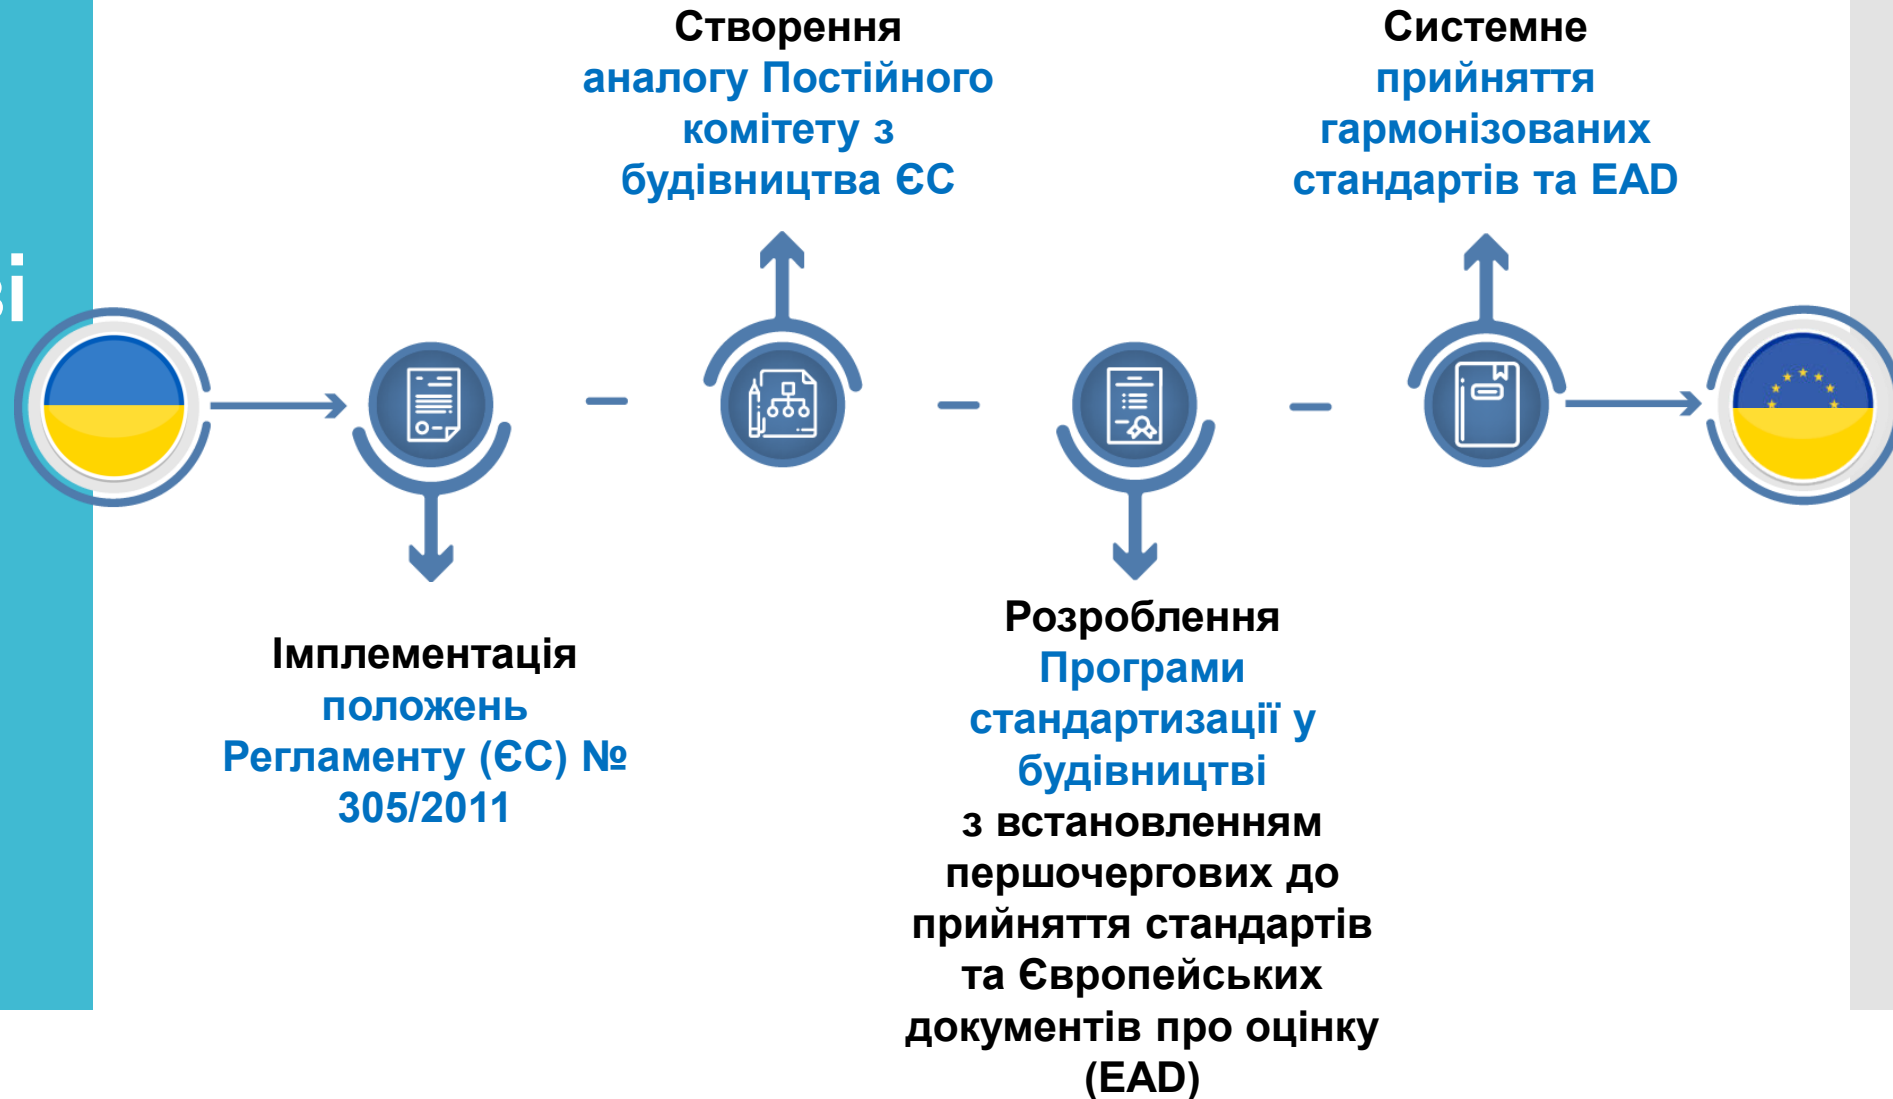 Створення
аналогу Постійного
комітету з
будівництва ЄС
Системне
прийняття
гармонізованих
стандартів та EAD
Імплементація
положень
Регламенту (ЄС) №
305/2011
Розроблення
Програми
стандартизації у
будівництві
з встановленням
першочергових до
прийняття стандартів
та Європейських
документів про оцінку
(EAD)